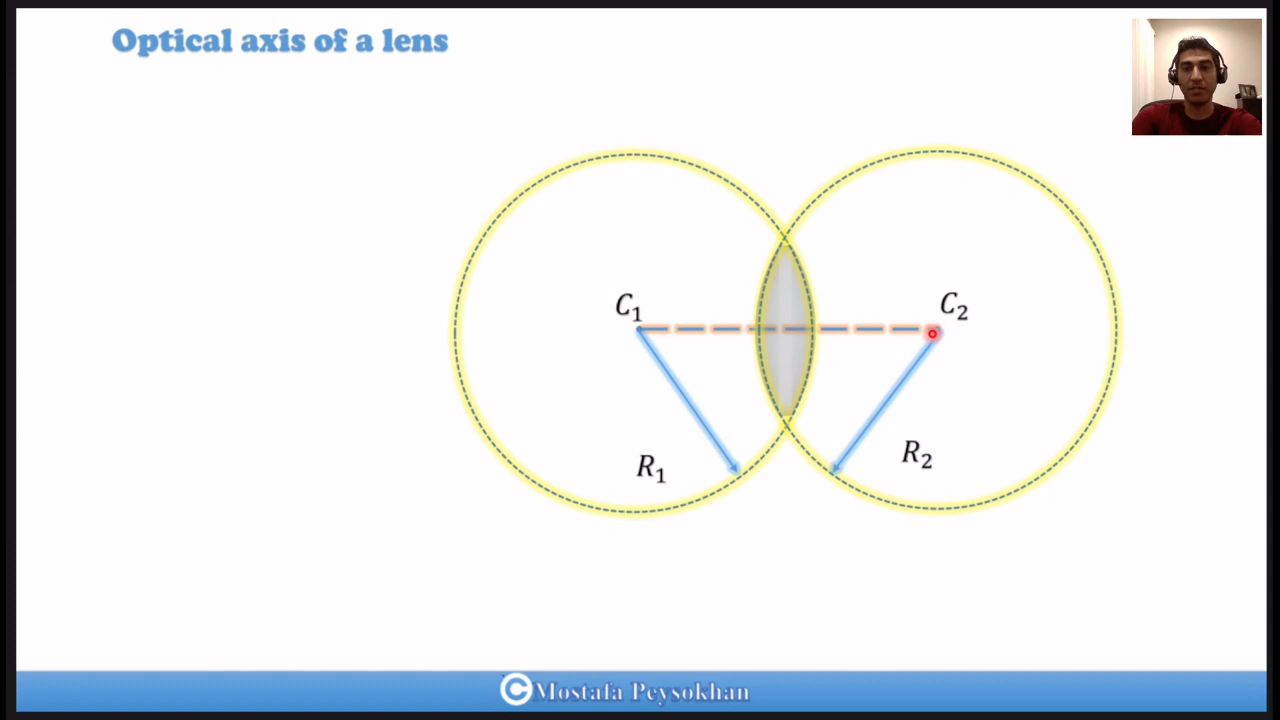 Optical axis of a lens
C₁
C₂
R₁
R₂
© Mostafa Peysokhan